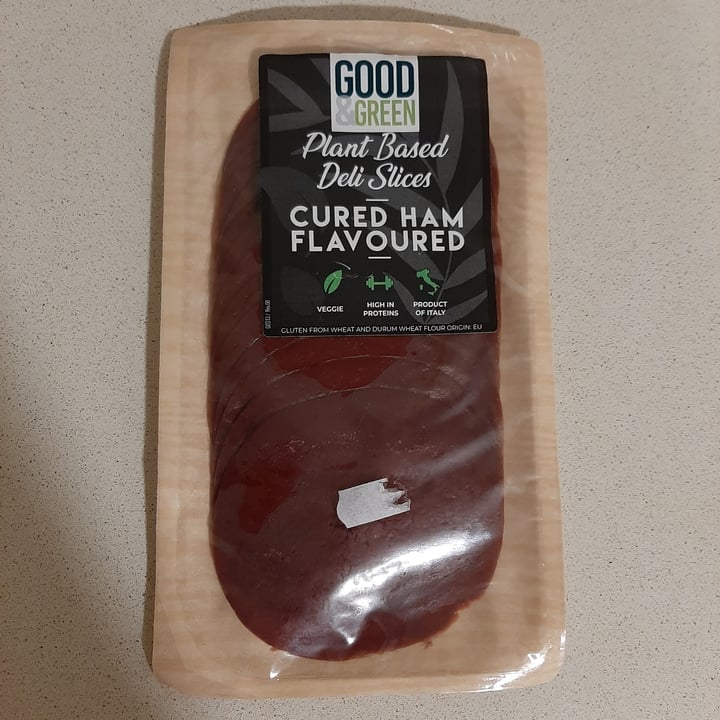 GOOD
&GREEN
Plant Based
Deli Slices
CURED HAM
FLAVOURED
VEGGIE
HIGH IN
PROTEINS
PRODUCT
OF ITALY
GLUTEN FROM WHEAT AND DURUM WHEAT FLOUR ORIGIN: EU